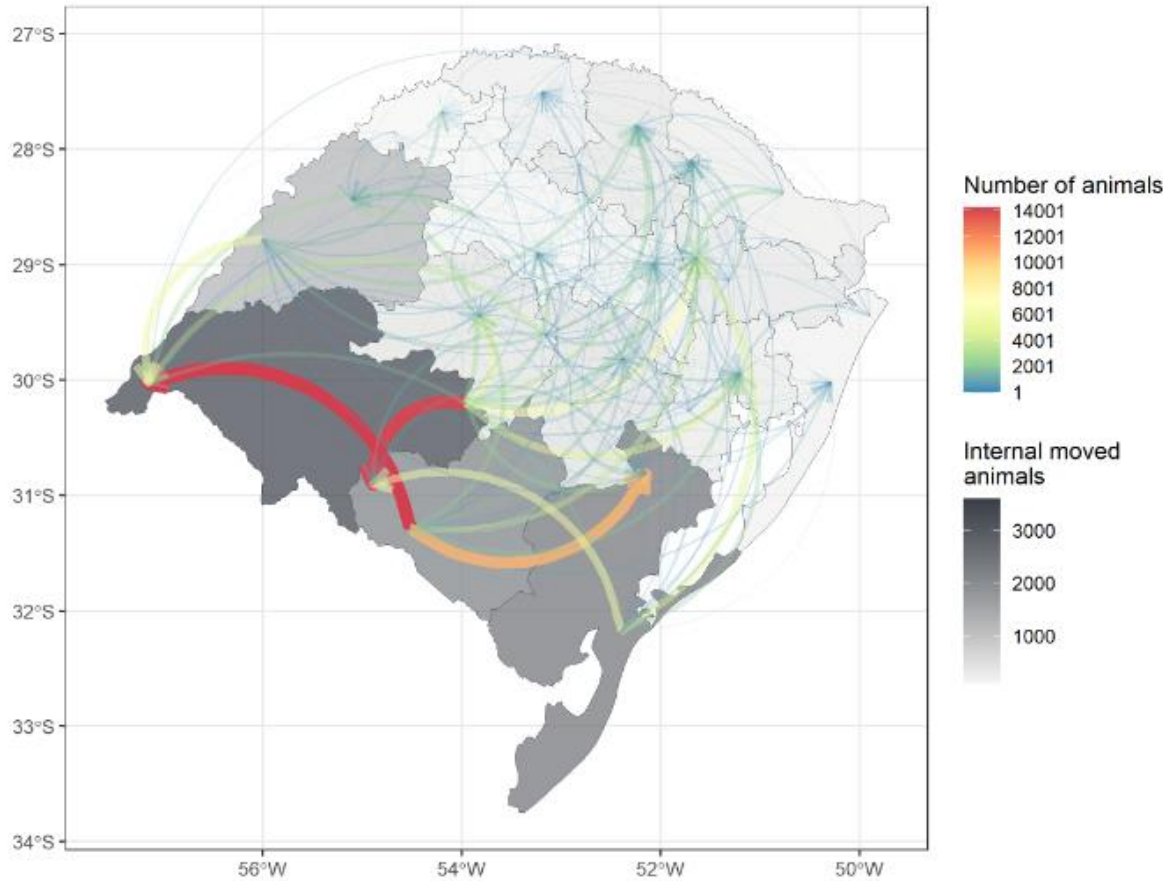 27°S
28°S
29°S
30°S
31°S
32°S
33°S
34°S
56°W
54°W
52°W
50°W
Number of animals
14001
12001
10001
8001
6001
4001
2001
1
Internal moved
animals
3000
2000
1000